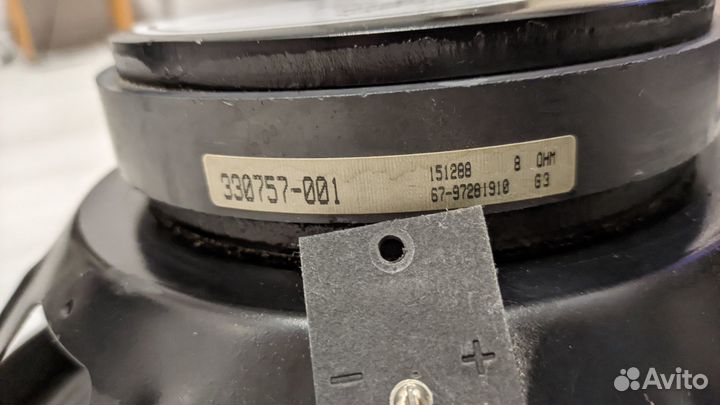 330757-001
151288 8 OHM
67-97281910 G3
- +
Avito